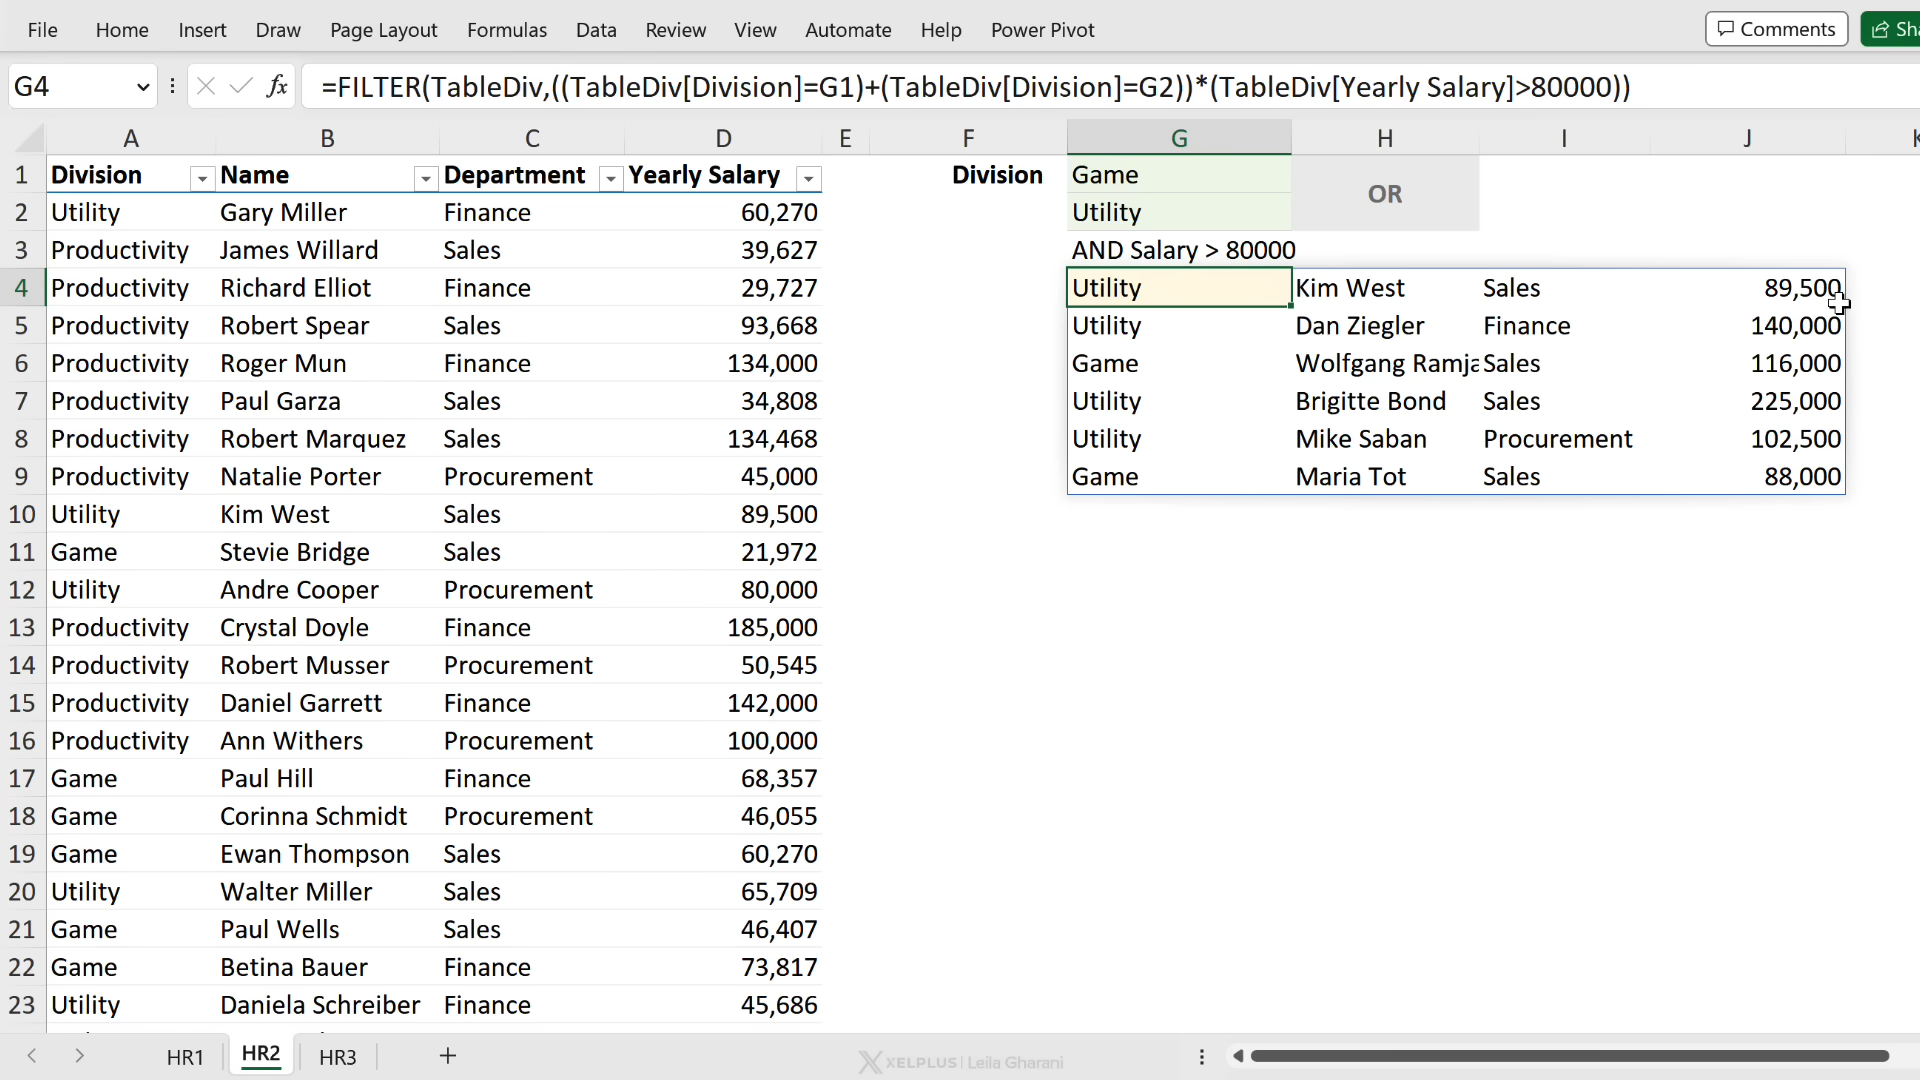 File Home Insert Draw Page Layout Formulas Data Review View Automate Help Power Pivot Comments
G4 fx =FILTER(TableDiv,((TableDiv[Division]=G1)+(TableDiv[Division]=G2))*(TableDiv[Yearly Salary]>80000))
A B C D E F G H I J
1 Division Name Department Yearly Salary Division Game OR
2 Utility Gary Miller Finance 60,270 Utility
3 Productivity James Willard Sales 39,627 AND Salary > 80000
4 Productivity Richard Elliot Finance 29,727 Utility Kim West Sales 89,500
5 Productivity Robert Spear Sales 93,668 Utility Dan Ziegler Finance 140,000
6 Productivity Roger Mun Finance 134,000 Game Wolfgang Ramja Sales 116,000
7 Productivity Paul Garza Sales 34,808 Utility Brigitte Bond Sales 225,000
8 Productivity Robert Marquez Sales 134,468 Utility Mike Saban Procurement 102,500
9 Productivity Natalie Porter Procurement 45,000 Game Maria Tot Sales 88,000
10 Utility Kim West Sales 89,500
11 Game Stevie Bridge Sales 21,972
12 Utility Andre Cooper Procurement 80,000
13 Productivity Crystal Doyle Finance 185,000
14 Productivity Robert Musser Procurement 50,545
15 Productivity Daniel Garrett Finance 142,000
16 Productivity Ann Withers Procurement 100,000
17 Game Paul Hill Finance 68,357
18 Game Corinna Schmidt Procurement 46,055
19 Game Ewan Thompson Sales 60,270
20 Utility Walter Miller Sales 65,709
21 Game Paul Wells Sales 46,407
22 Game Betina Bauer Finance 73,817
23 Utility Daniela Schreiber Finance 45,686
HR1 HR2 HR3 XELPLUS | Leila Gharani